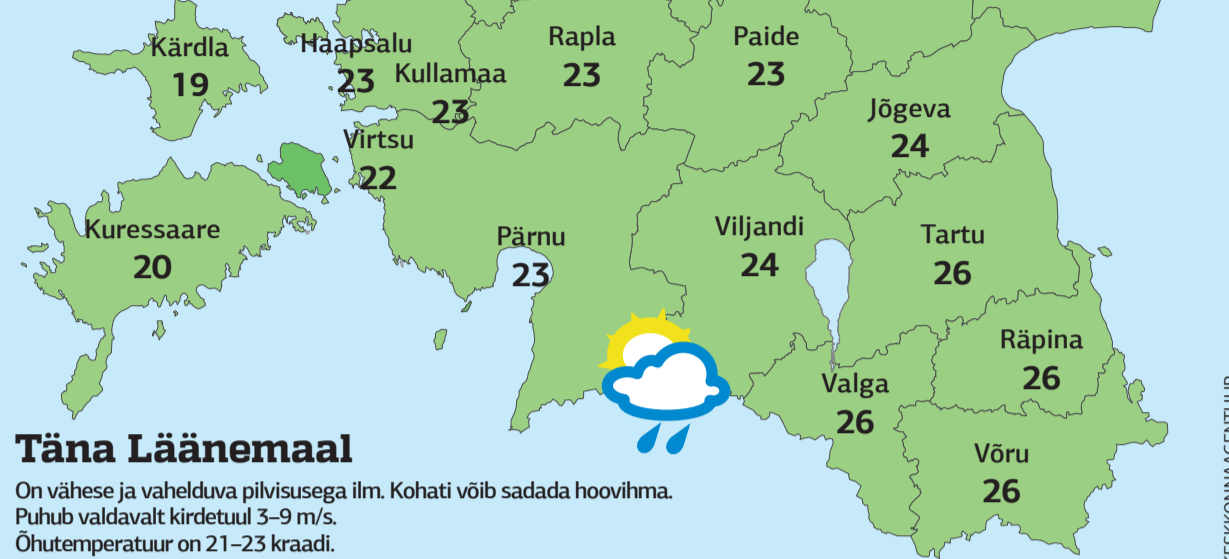 Kärdla
19
Haapsalu
23
Kullamaa
23
Rapla
23
Paide
23
Jõgeva
24
Virtsu
22
Kuressaare
20
Pärnu
23
Viljandi
24
Tartu
26
Räpina
26
Valga
26
Võru
26
Täna Läänemaal
On vähese ja vahelduva pilvisusega ilm. Kohati võib sadada hoovihma.
Puhub valdavalt kirdetuul 3–9 m/s.
Õhutemperatuur on 21–23 kraadi.